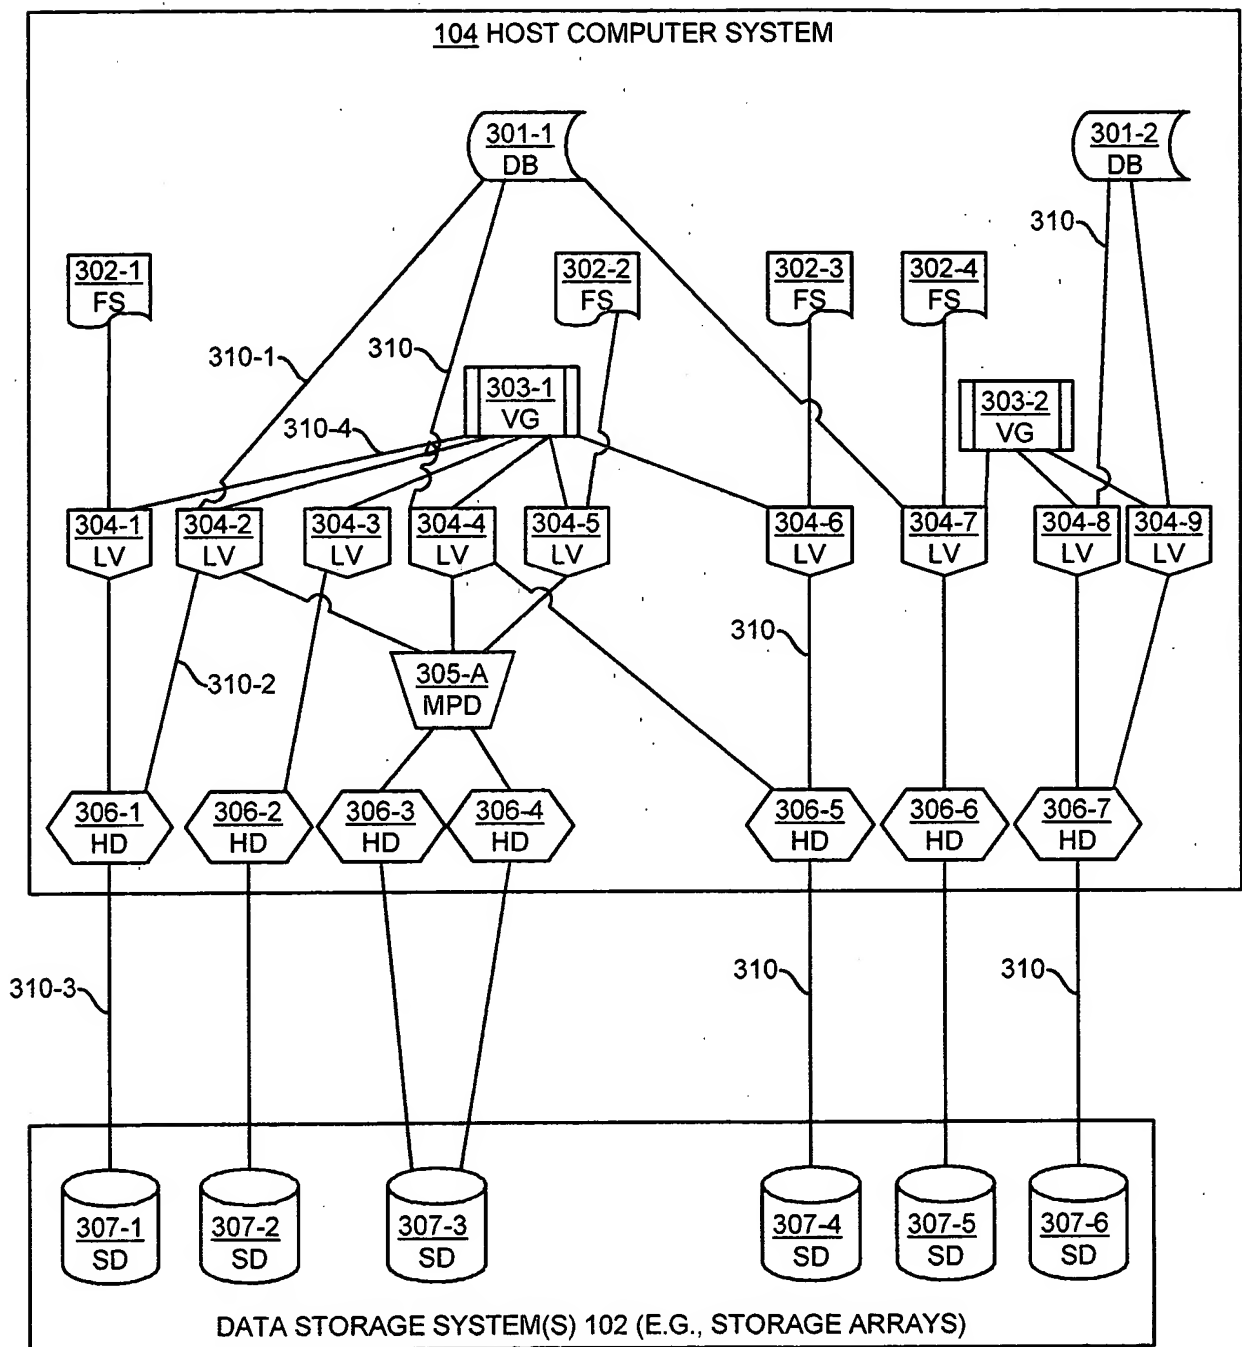 104 HOST COMPUTER SYSTEM
301-1
DB
301-2
DB
310
302-1
FS
302-2
FS
302-3
FS
302-4
FS
310-1
310
303-1
VG
303-2
VG
310-4
304-1
LV
304-2
LV
304-3
LV
304-4
LV
304-5
LV
304-6
LV
304-7
LV
304-8
LV
304-9
LV
310
310-2
305-A
MPD
306-1
HD
306-2
HD
306-3
HD
306-4
HD
306-5
HD
306-6
HD
306-7
HD
310-3
310
310
307-1
SD
307-2
SD
307-3
SD
307-4
SD
307-5
SD
307-6
SD
DATA STORAGE SYSTEM(S) 102 (E.G., STORAGE ARRAYS)